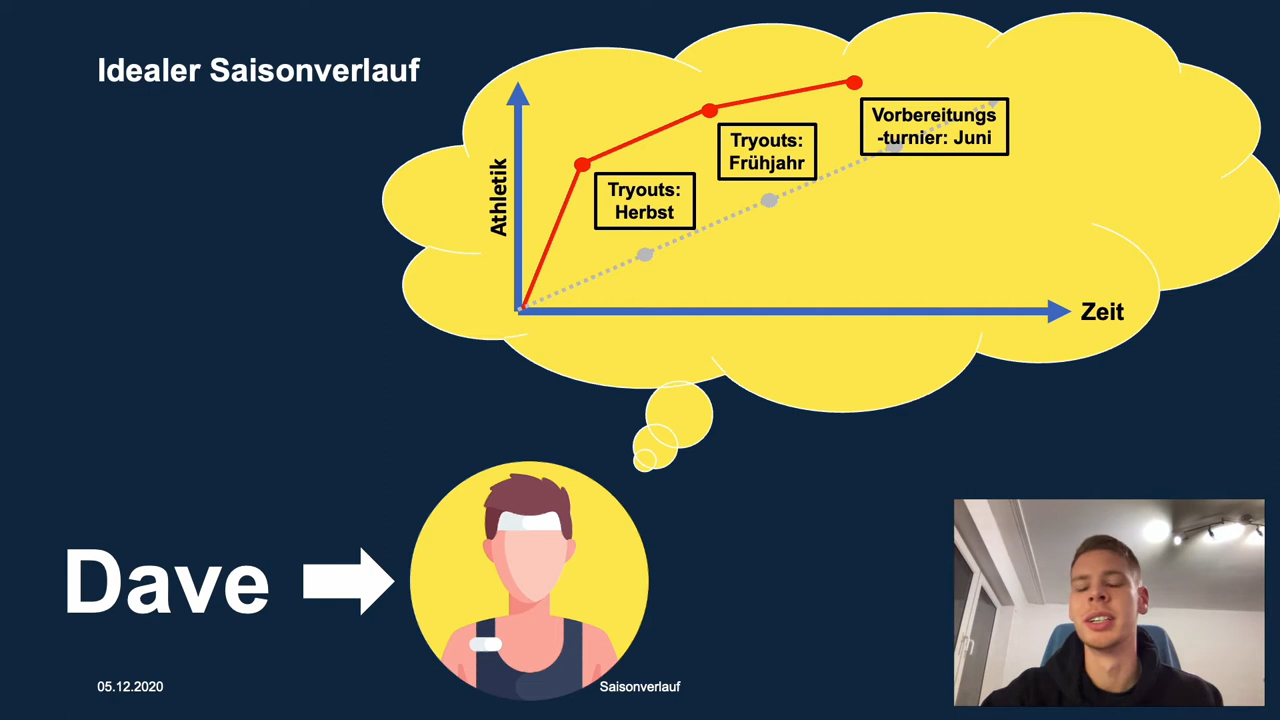 Idealer Saisonverlauf
Athletik
Tryouts:
Herbst
Tryouts:
Frühjahr
Vorbereitungs
-turnier: Juni
Zeit
Dave
05.12.2020
Saisonverlauf